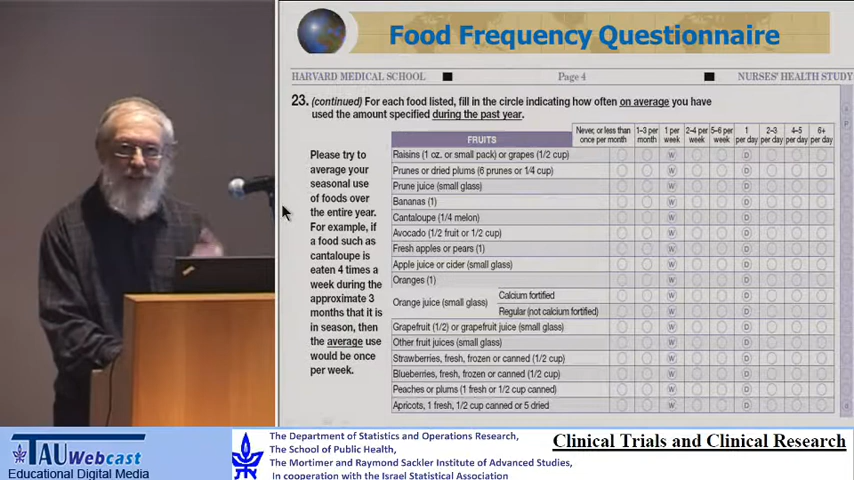 Food Frequency Questionnaire
HARVARD MEDICAL SCHOOL Page 4 NURSES' HEALTH STUDY
23. (continued) For each food listed, fill in the circle indicating how often on average you have
used the amount specified during the past year.
Please try to
average your
seasonal use
of foods over
the entire year.
For example, if
a food such as
cantaloupe is
eaten 4 times a
week during the
approximate 3
months that it is
in season, then
the average use
would be once
per week.
FRUITS
Never, or less than
once per month
1–3 per
month
1 per
week
2–4 per
week
5–6 per
week
1
per day
2–3
per day
4–5
per day
6+
per day
Raisins (1 oz. or small pack) or grapes (1/2 cup) W D
Prunes or dried plums (6 prunes or 1/4 cup) W D
Prune juice (small glass) W D
Bananas (1) W D
Cantaloupe (1/4 melon) W D
Avocado (1/2 fruit or 1/2 cup) W D
Fresh apples or pears (1) W D
Apple juice or cider (small glass) W D
Oranges (1) W D
Orange juice (small glass)
Calcium fortified W D
Regular (not calcium fortified) W D
Grapefruit (1/2) or grapefruit juice (small glass) W D
Other fruit juices (small glass) W D
Strawberries, fresh, frozen or canned (1/2 cup) W D
Blueberries, fresh, frozen or canned (1/2 cup) W D
Peaches or plums (1 fresh or 1/2 cup canned) W D
Apricots, 1 fresh, 1/2 cup canned or 5 dried W D
TAU Webcast
Educational Digital Media
The Department of Statistics and Operations Research,
The School of Public Health,
The Mortimer and Raymond Sackler Institute of Advanced Studies,
In cooperation with the Israel Statistical Association
Clinical Trials and Clinical Research